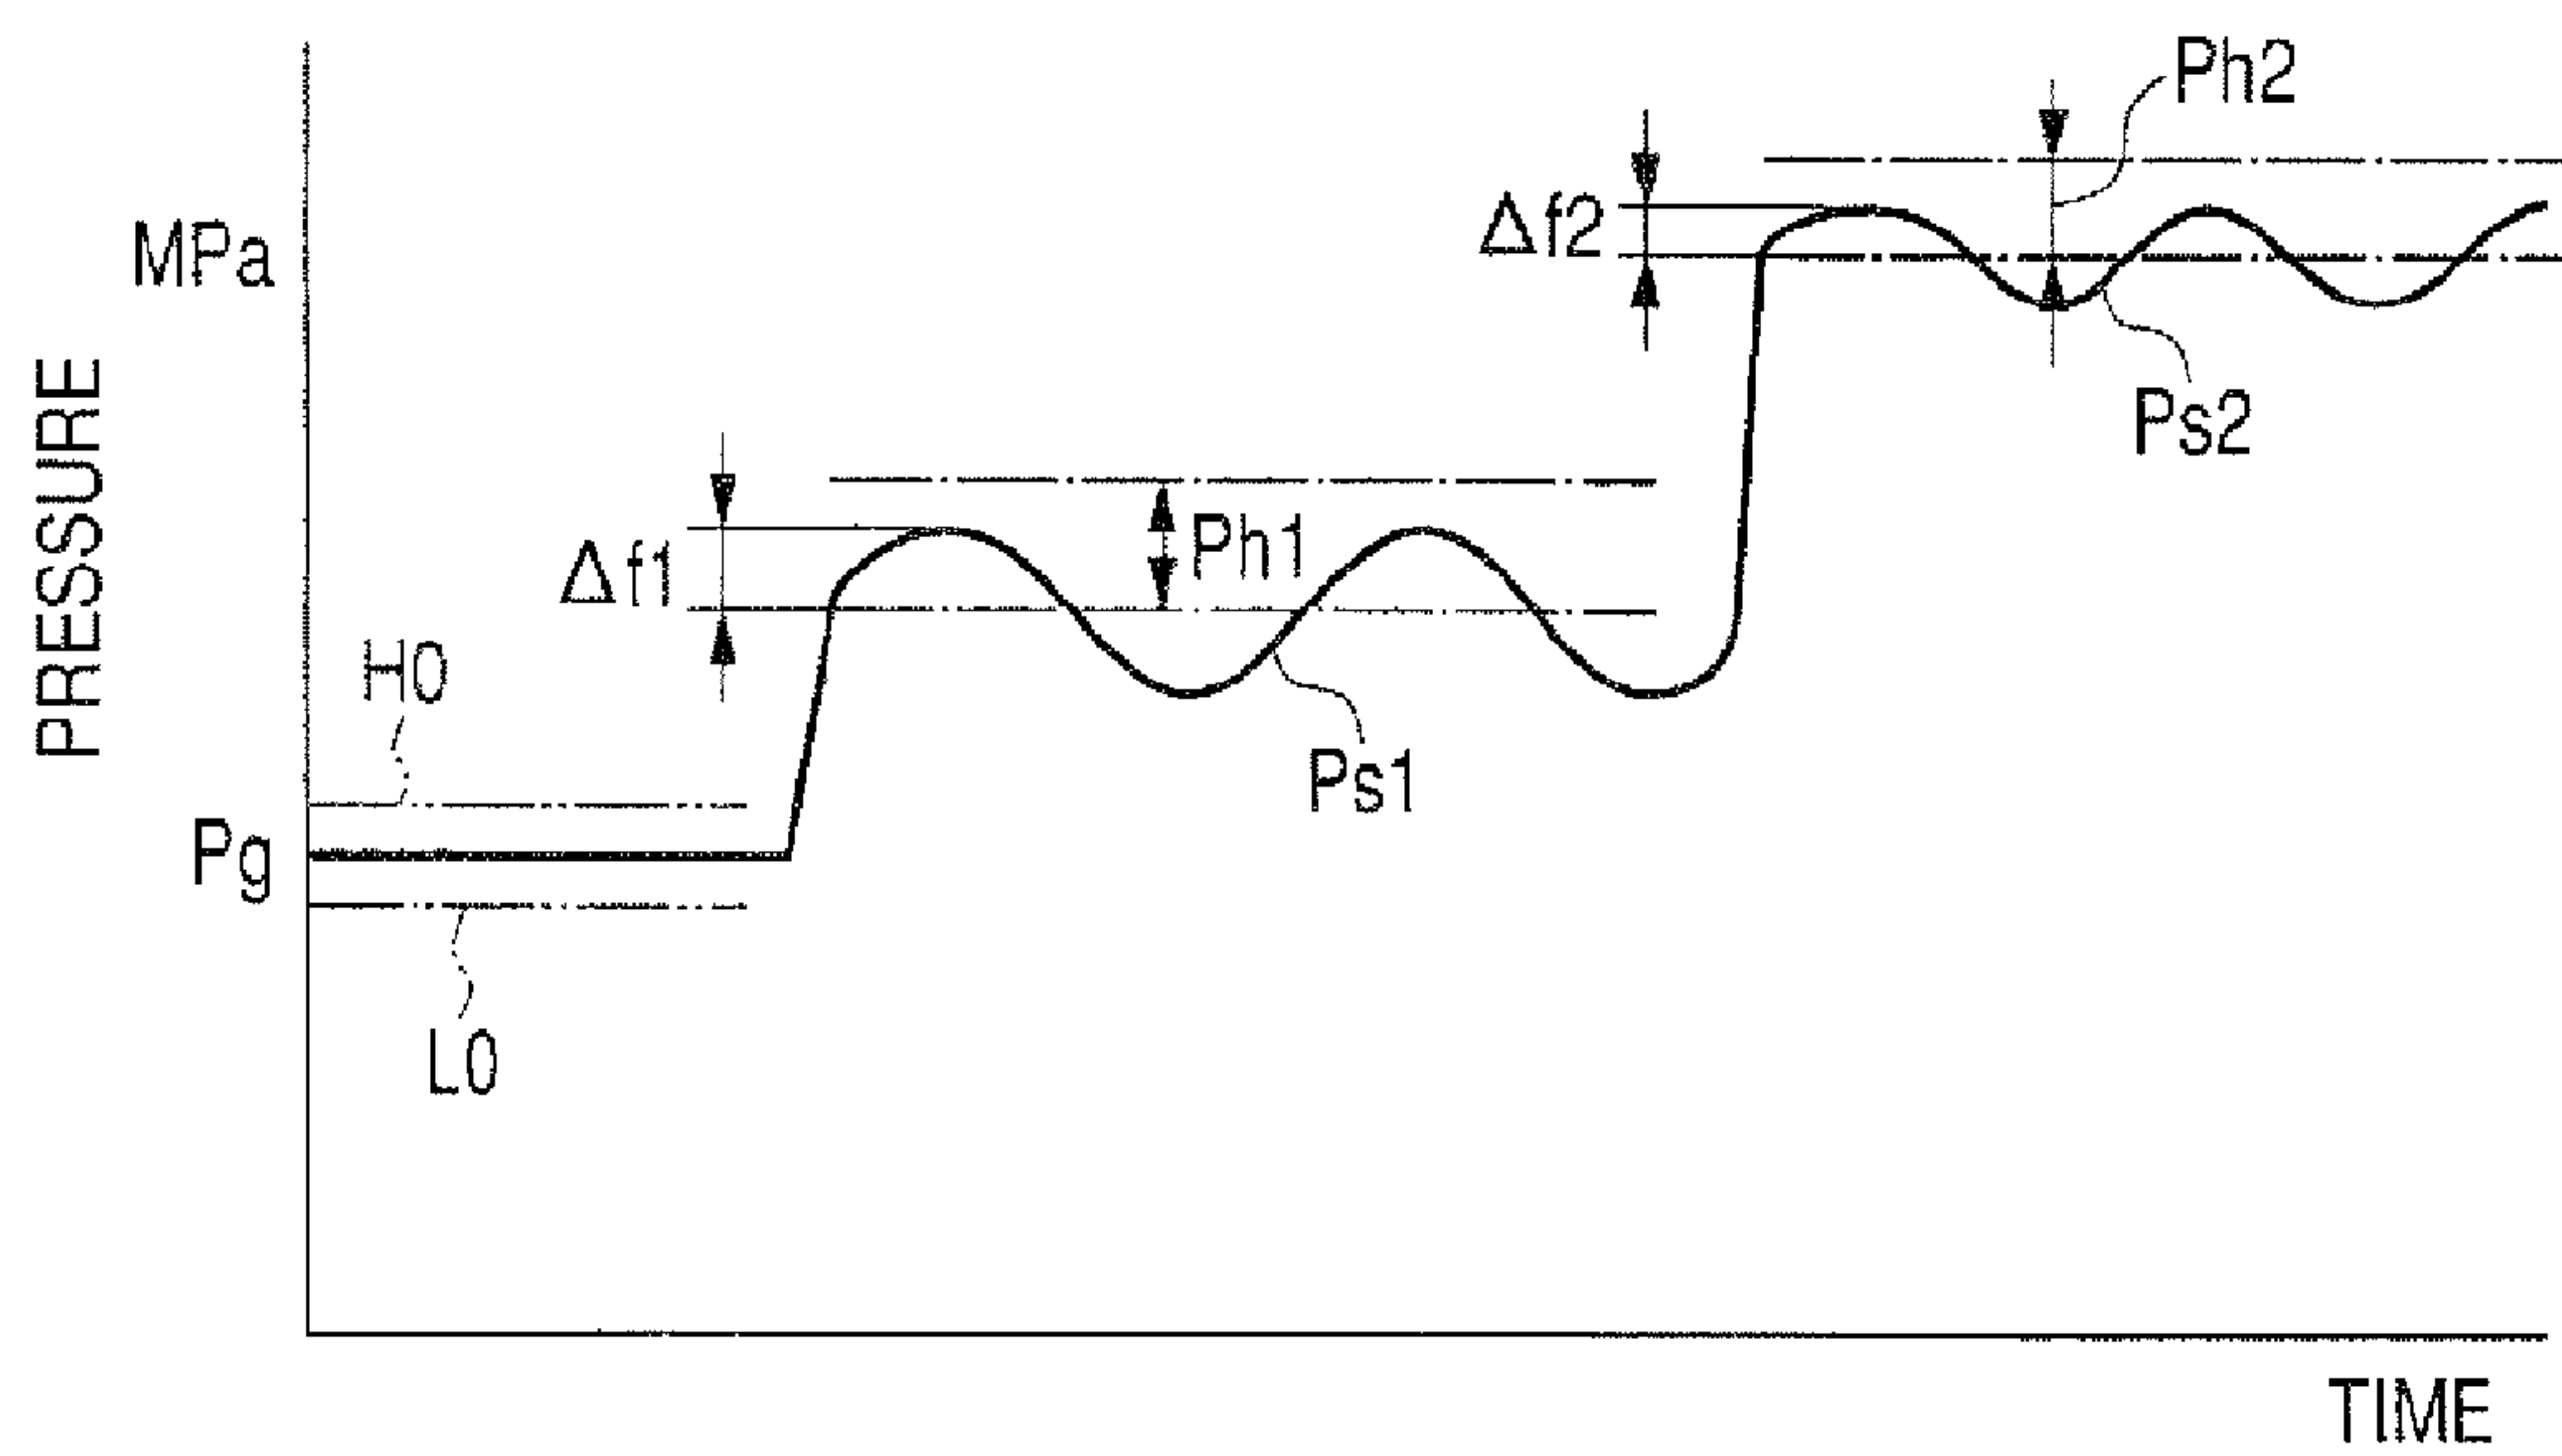 Ph2
Δf2
MPa
Ps2
PRESSURE
Δf1
Ph1
H0
Ps1
Pg
L0
TIME